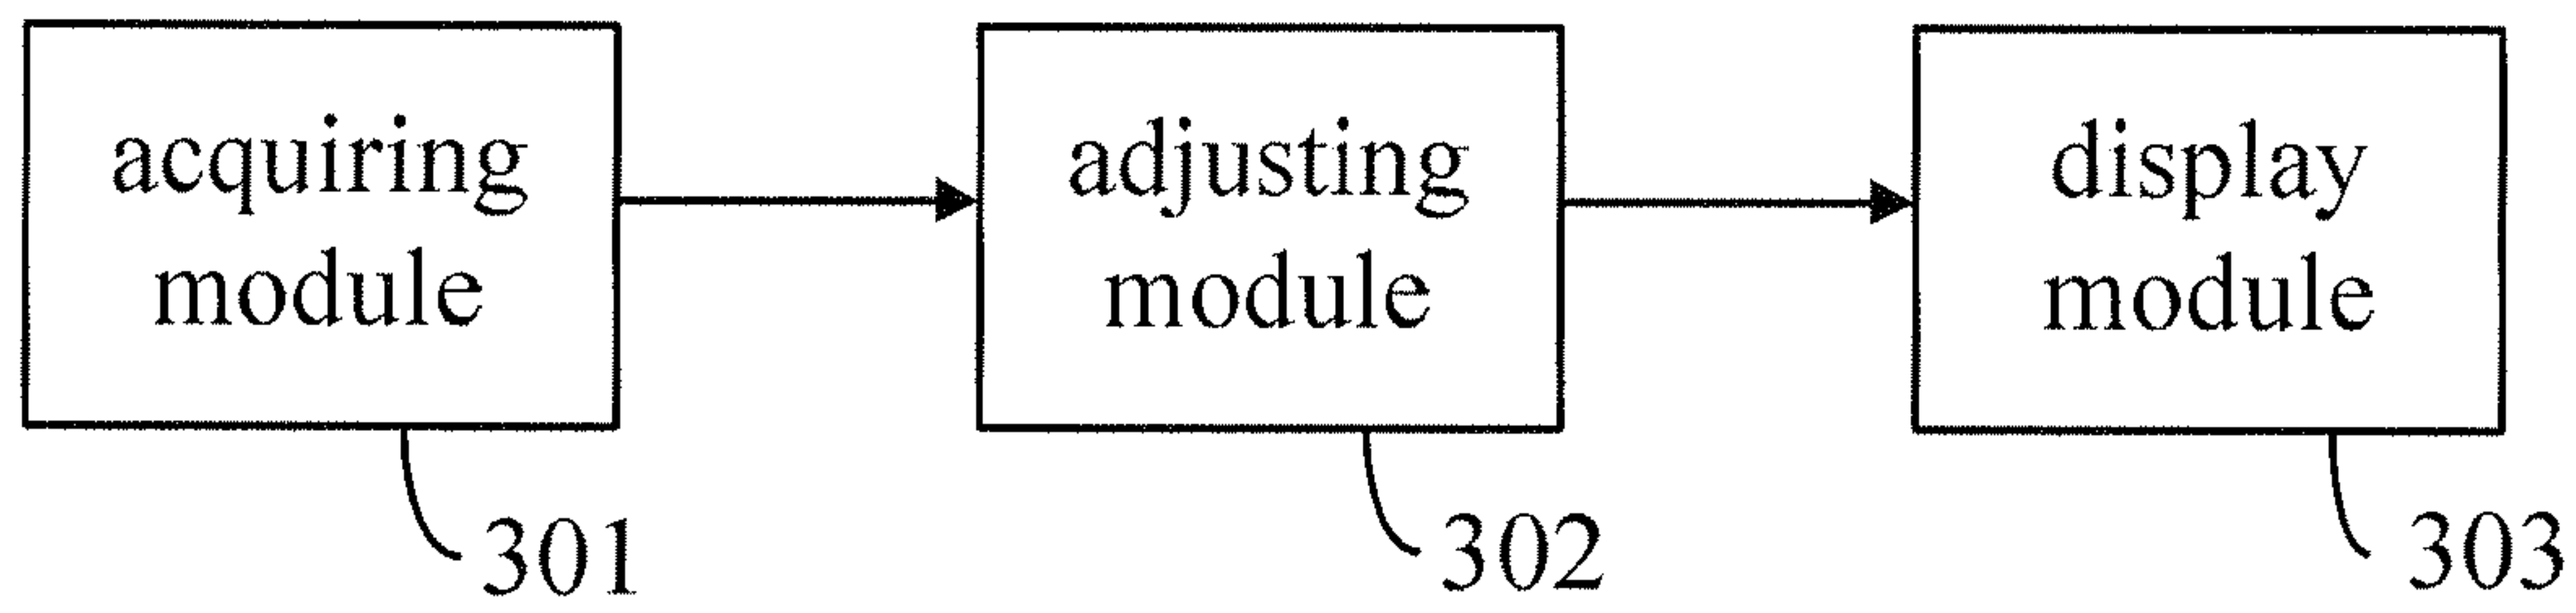 acquiring
module
adjusting
module
display
module
301
302
303